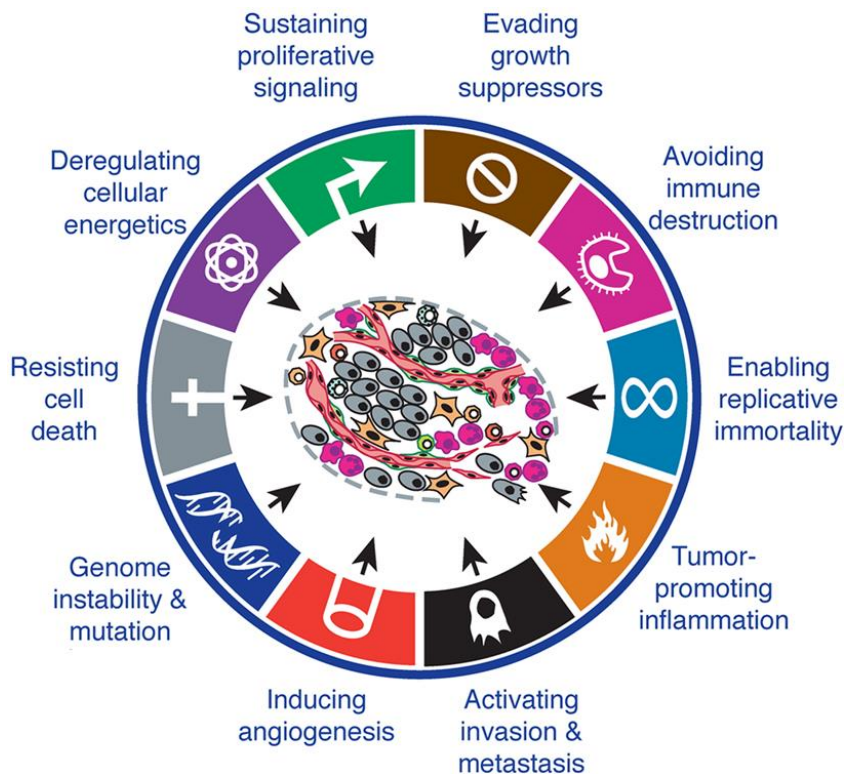 Sustaining
proliferative
signaling
Evading
growth
suppressors
Avoiding
immune
destruction
Enabling
replicative
immortality
Tumor-
promoting
inflammation
Activating
invasion &
metastasis
Inducing
angiogenesis
Genome
instability &
mutation
Resisting
cell
death
Deregulating
cellular
energetics